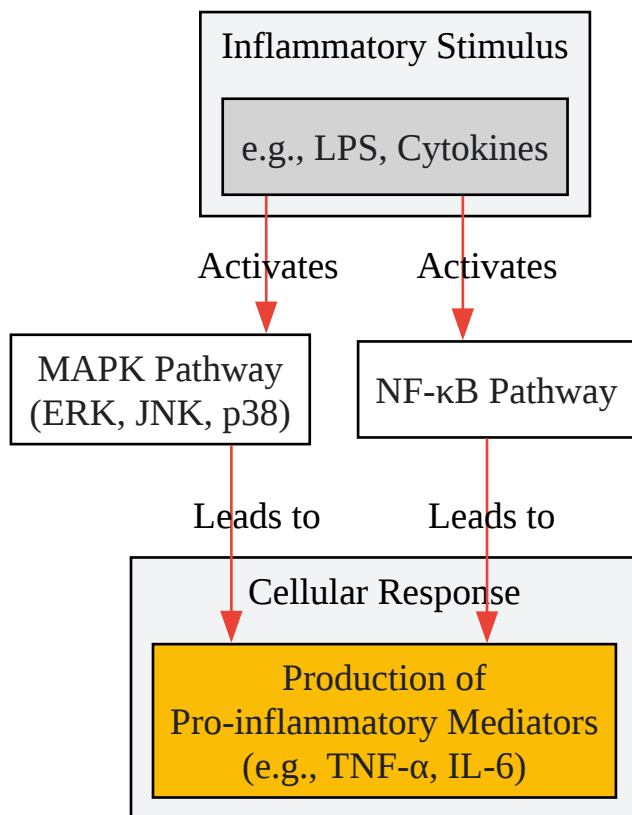 Inflammatory Stimulus
e.g., LPS, Cytokines
Activates
Activates
MAPK Pathway
(ERK, JNK, p38)
NF-κB Pathway
Leads to
Leads to
Cellular Response
Production of
Pro-inflammatory Mediators
(e.g., TNF-α, IL-6)